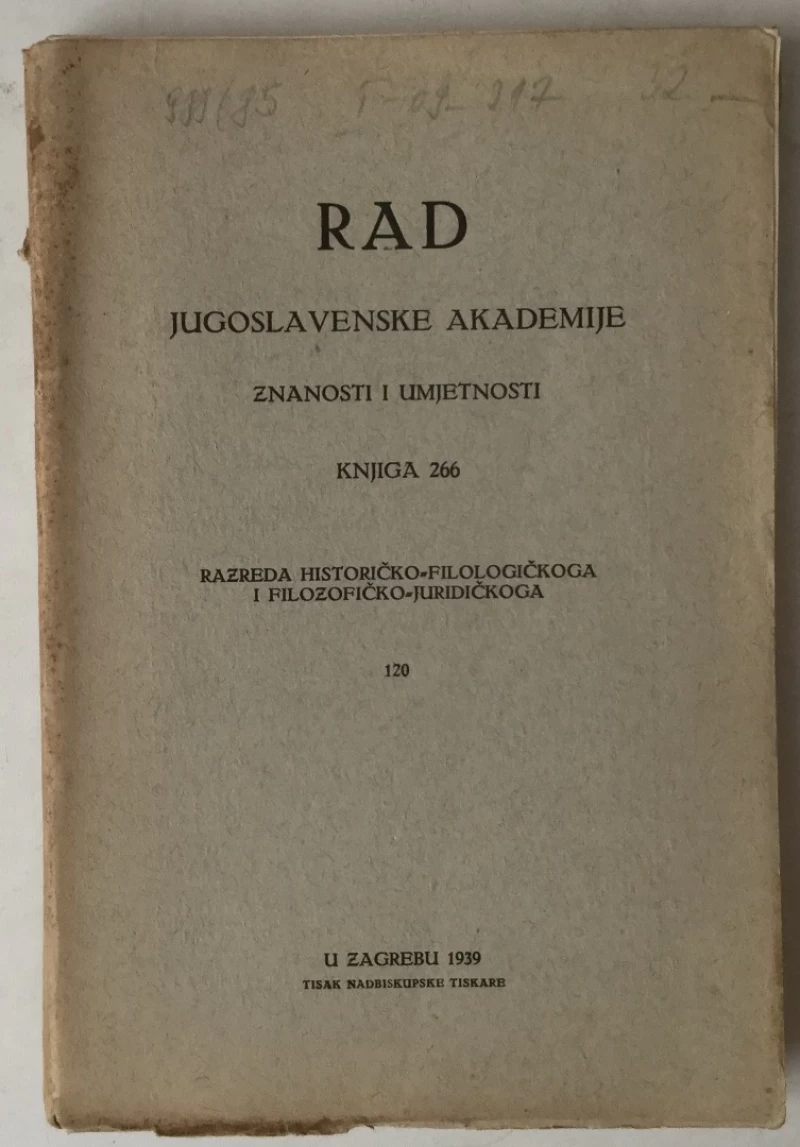 RAD
JUGOSLAVENSKE AKADEMIJE
ZNANOSTI I UMJETNOSTI
KNJIGA 266
RAZREDA HISTORIČKO-FILOLOGIČKOGA
I FILOZOFIČKO-JURIDIČKOGA
120
U ZAGREBU 1939
TISAK NADBISKUPSKE TISKARE